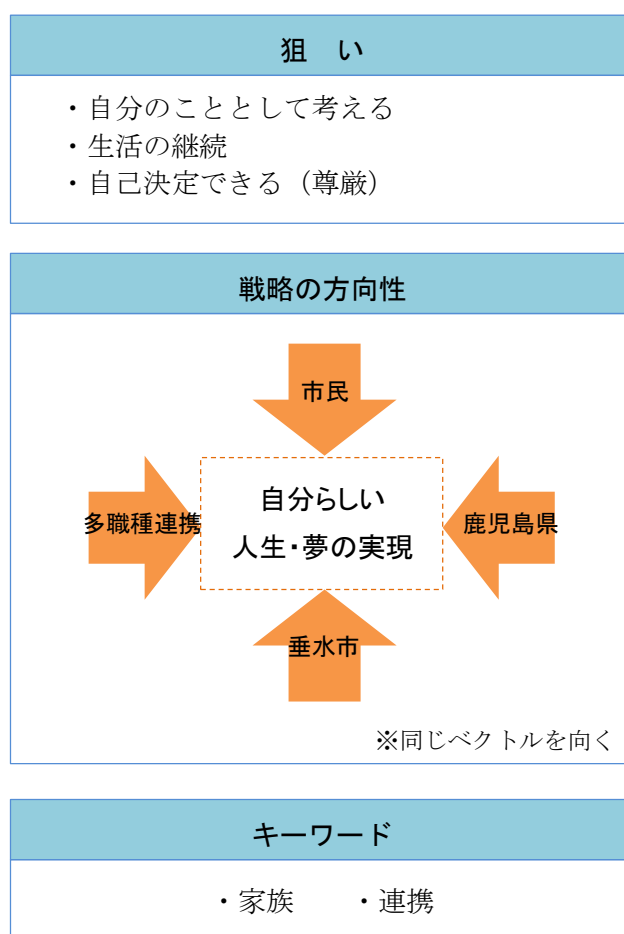 狙　い
・自分のこととして考える
・生活の継続
・自己決定できる（尊厳）
戦略の方向性
市民
多職種連携
自分らしい
人生・夢の実現
鹿児島県
垂水市
※同じベクトルを向く
キーワード
・家族　　・連携